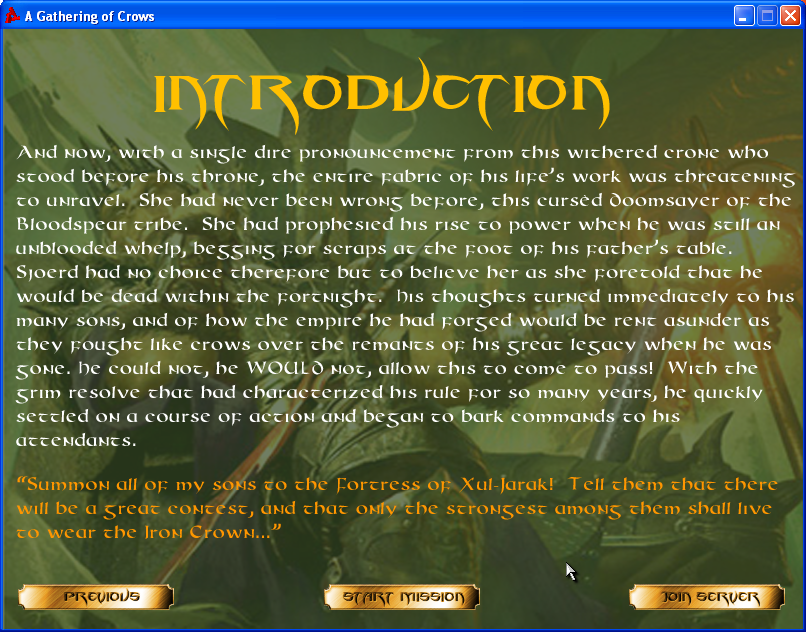 A Gathering of Crows
INTRODUCTION
And now, with a single dire pronouncement from this withered crone who
stood before his throne, the entire fabric of his life's work was threatening
to unravel.  She had never been wrong before, this cursèd doomsayer of the
Bloodspear tribe.  She had prophesied his rise to power when he was still an
unblooded whelp, begging for scraps at the foot of his father's table.
Sjoerd had no choice therefore but to believe her as she foretold that he
would be dead within the fortnight.  His thoughts turned immediately to his
many sons, and of how the empire he had forged would be rent asunder as
they fought like crows over the remants of his great legacy when he was
gone. He could not, he WOULD not, allow this to come to pass!  With the
grim resolve that had characterized his rule for so many years, he quickly
settled on a course of action and began to bark commands to his
attendants.
“Summon all of my sons to the Fortress of Xul-Jarak!  Tell them that there
will be a great contest, and that only the strongest among them shall live
to wear the Iron Crown...”
PREVIOUS
START MISSION
JOIN SERVER